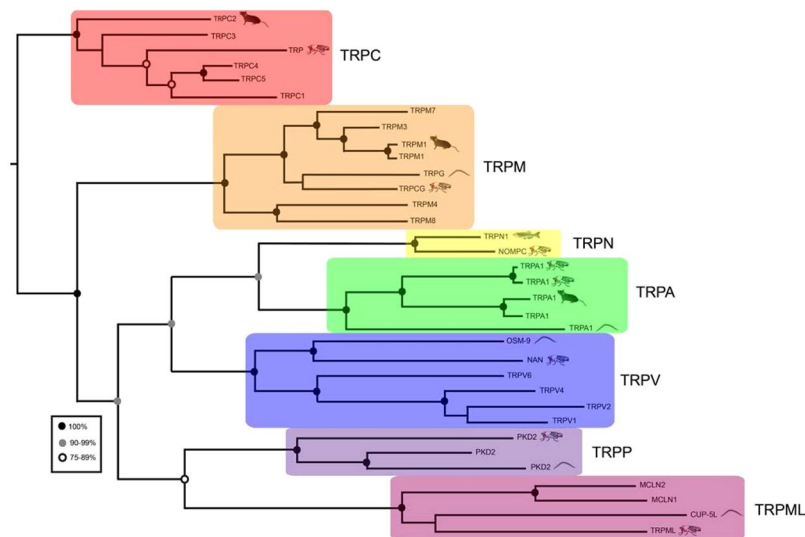 TRPC2
TRPC3
TRP
TRPC4
TRPC5
TRPC1
TRPC
TRPM7
TRPM3
TRPM1
TRPM1
TRPG
TRPCG
TRPM4
TRPM8
TRPM
TRPN1
NOMPC
TRPN
TRPA1
TRPA1
TRPA1
TRPA1
TRPA1
TRPA
OSM-9
NAN
TRPV6
TRPV4
TRPV2
TRPV1
TRPV
PKD2
PKD2
PKD2
TRPP
MCLN2
MCLN1
CUP-5L
TRPML
TRPML
100%
90-99%
75-89%